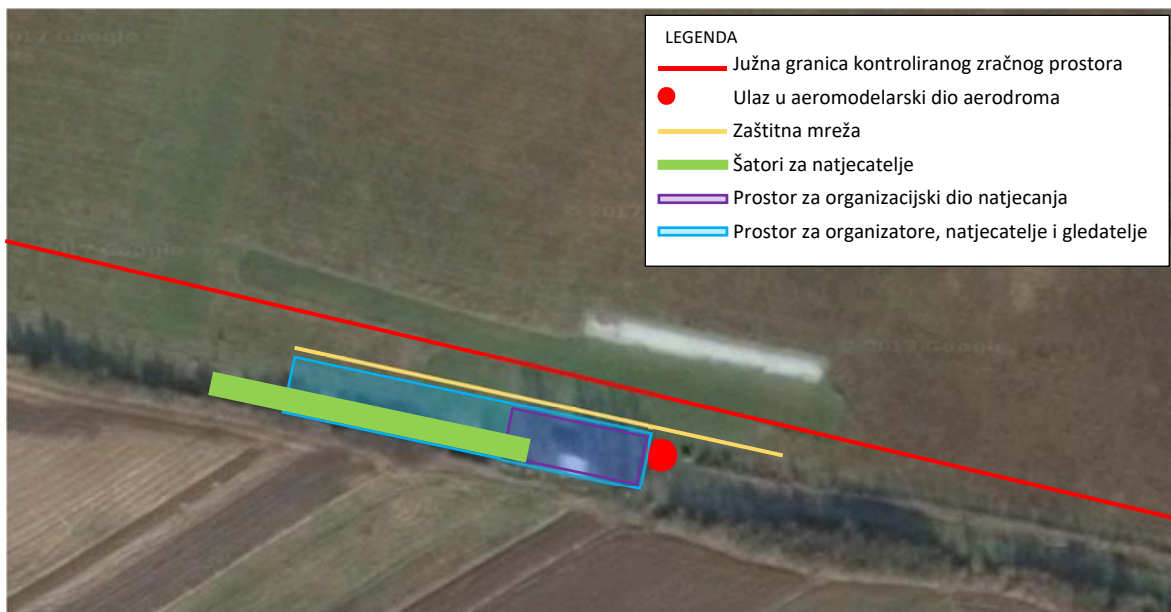 LEGENDA
Južna granica kontroliranog zračnog prostora
Ulaz u aeromodelarski dio aerodroma
Zaštitna mreža
Šatori za natjecatelje
Prostor za organizacijski dio natjecanja
Prostor za organizatore, natjecatelje i gledatelje